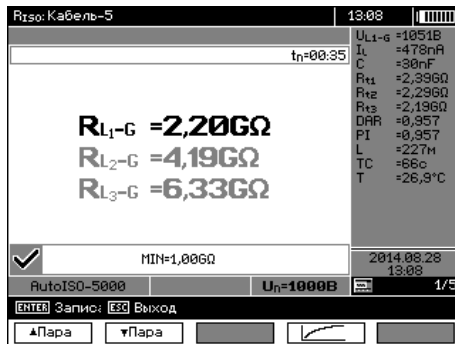 RISO: Кабель-5 13:08
tn=00:35
RL1-G =2,20GΩ
RL2-G =4,19GΩ
RL3-G =6,33GΩ
MIN=1,00GΩ
AutoISO-5000 Un=1000В
UL1-G =1051В
IL =478nA
C =30nF
Rt1 =2,39GΩ
Rt2 =2,29GΩ
Rt3 =2,19GΩ
DAR =0,957
PI =0,957
L =227м
TC =66с
T =26,9°C
2014.08.28
13:08
1/5
ENTER Запись ESC Выход
▲Пара ▼Пара